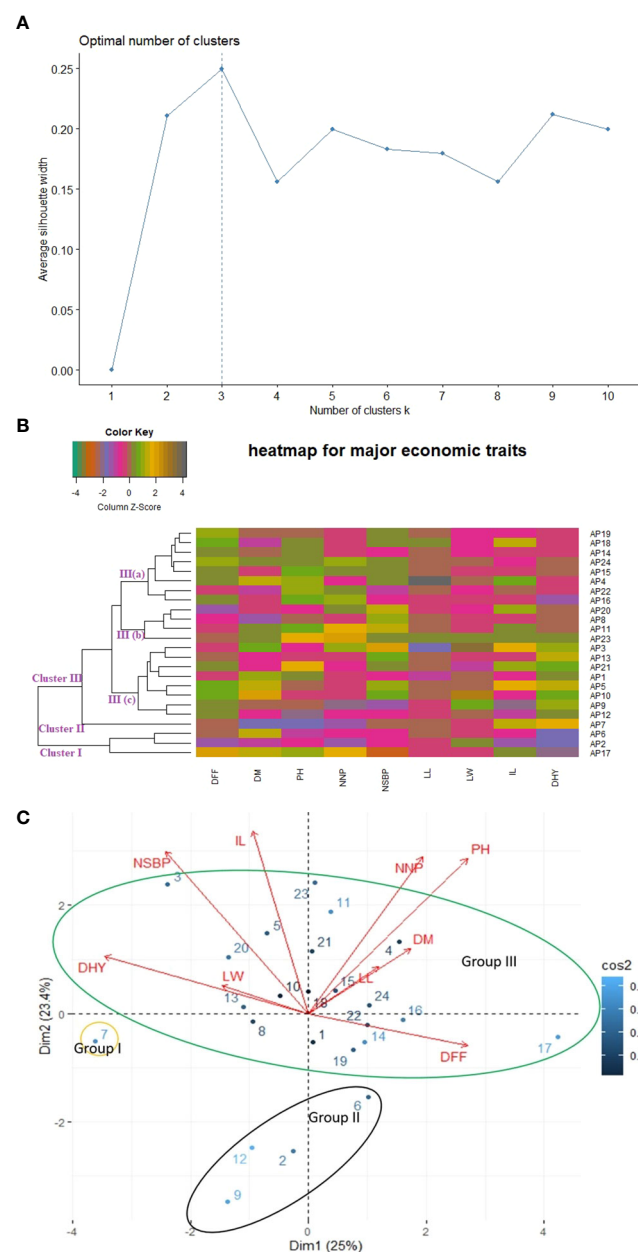 A
Optimal number of clusters
0.25
0.20
0.15
0.10
0.05
0.00
Average silhouette width
1 2 3 4 5 6 7 8 9 10
Number of clusters k
B
Color Key
-4 -2 0 2 4
Column Z-Score
heatmap for major economic traits
AP19
AP18
AP14
AP24
AP15
AP4
AP22
AP16
AP20
AP8
AP11
AP23
AP3
AP13
AP21
AP1
AP5
AP10
AP9
AP12
AP7
AP6
AP2
AP17
III(a)
III (b)
Cluster III
III (c)
Cluster II
Cluster I
DFF DM PH NNP NSBP LL LW IL DHY
C
IL
PH
NSBP
NNP
3
23
11
5
21
4
DM
20
Group III
DHY
LL
LW
10
15
24
13
18
16
8
22
7
1
14
17
Group I
19
DFF
6
Group II
12
2
9
cos2
0.
0.
0.
0.
2
0
-2
Dim2 (23.4%)
-4 -2 0 2 4
Dim1 (25%)